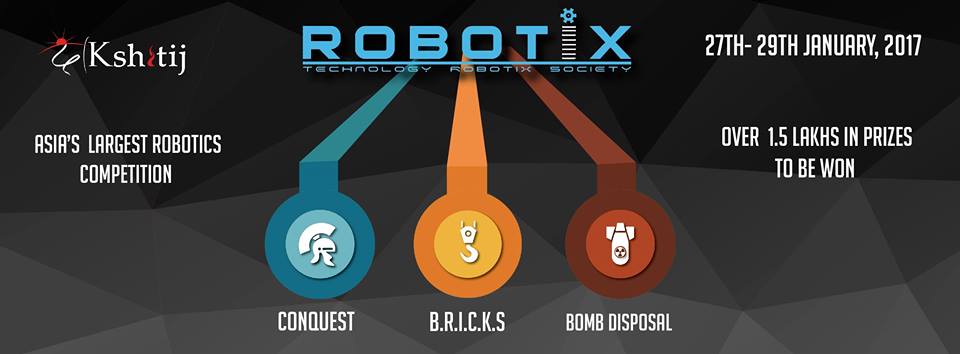 Kshitij
ROBOTIX
TECHNOLOGY ROBOTIX SOCIETY
27TH- 29TH JANUARY, 2017
ASIA'S LARGEST ROBOTICS
COMPETITION
OVER 1.5 LAKHS IN PRIZES
TO BE WON
CONQUEST
B.R.I.C.K.S
BOMB DISPOSAL